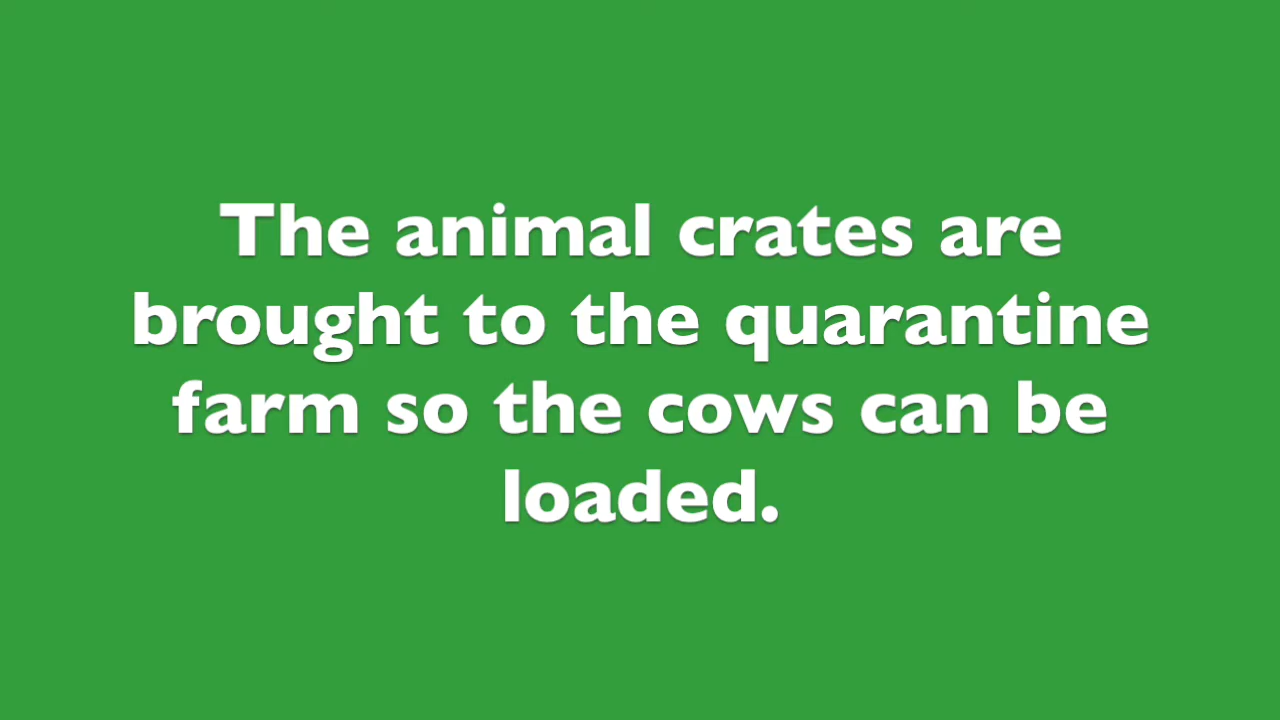 The animal crates are
brought to the quarantine
farm so the cows can be
loaded.